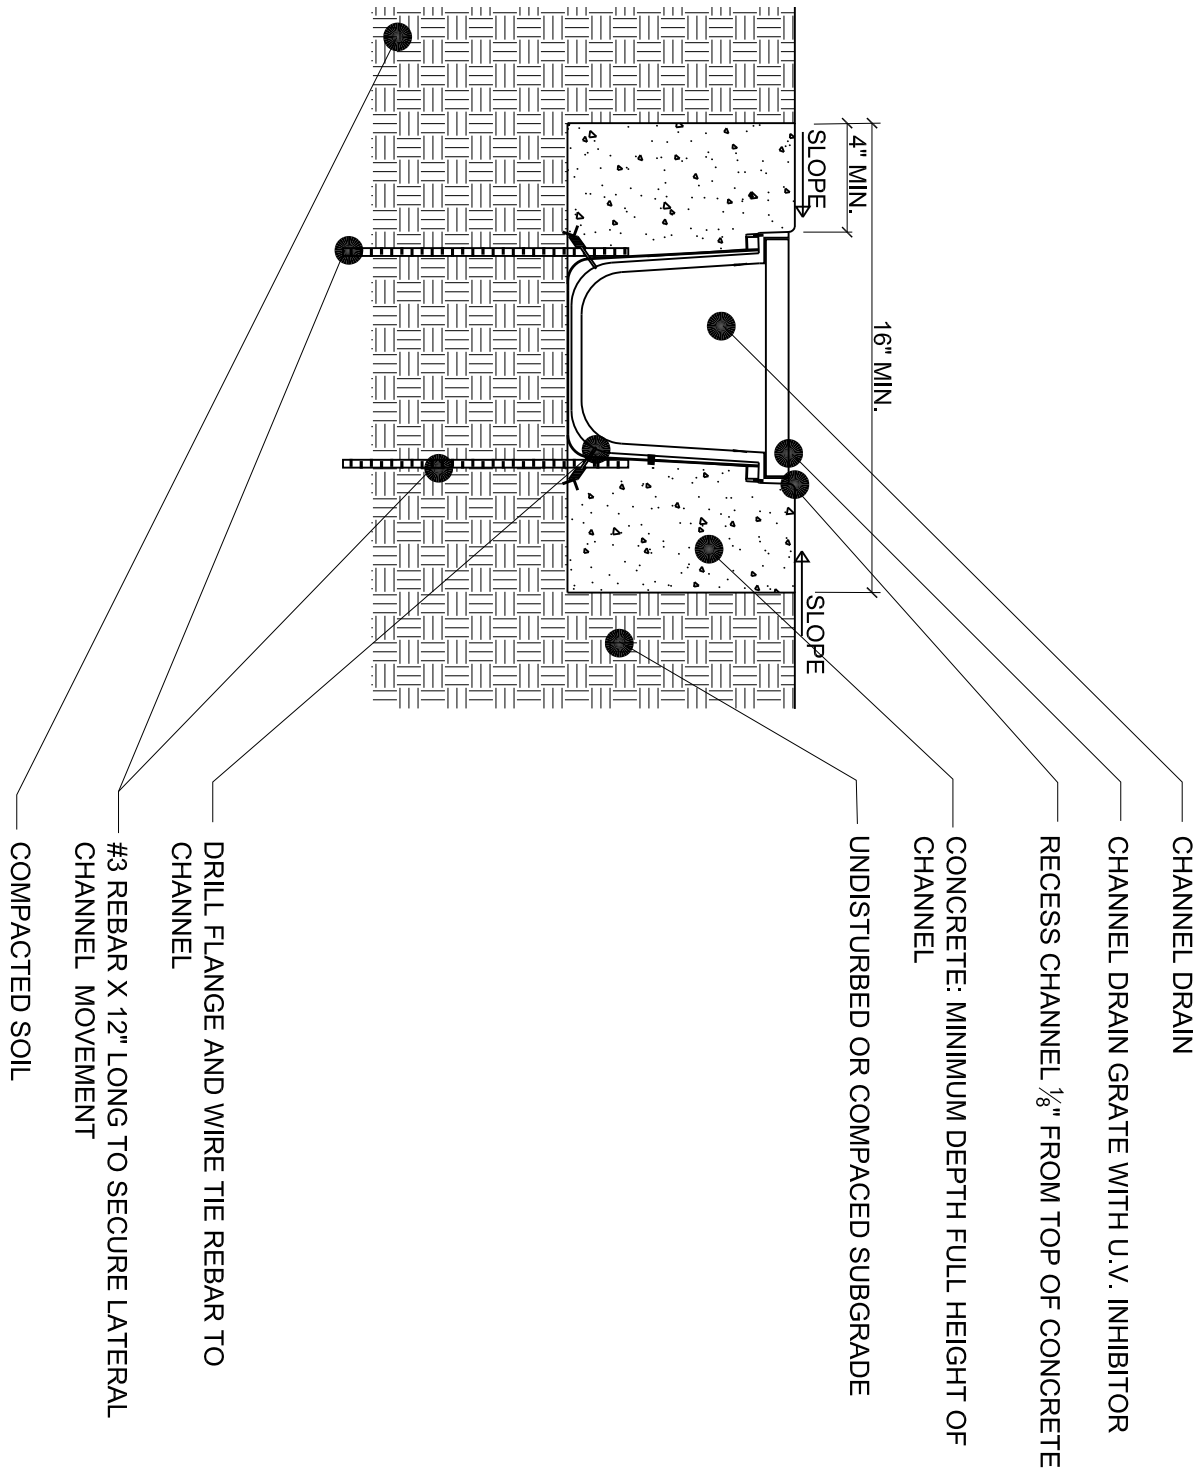 16" MIN.
4" MIN.
SLOPE
SLOPE
CHANNEL DRAIN
CHANNEL DRAIN GRATE WITH U.V. INHIBITOR
RECESS CHANNEL ⅛" FROM TOP OF CONCRETE
CONCRETE: MINIMUM DEPTH FULL HEIGHT OF
CHANNEL
UNDISTURBED OR COMPACED SUBGRADE
DRILL FLANGE AND WIRE TIE REBAR TO
CHANNEL
#3 REBAR X 12" LONG TO SECURE LATERAL
CHANNEL MOVEMENT
COMPACTED SOIL